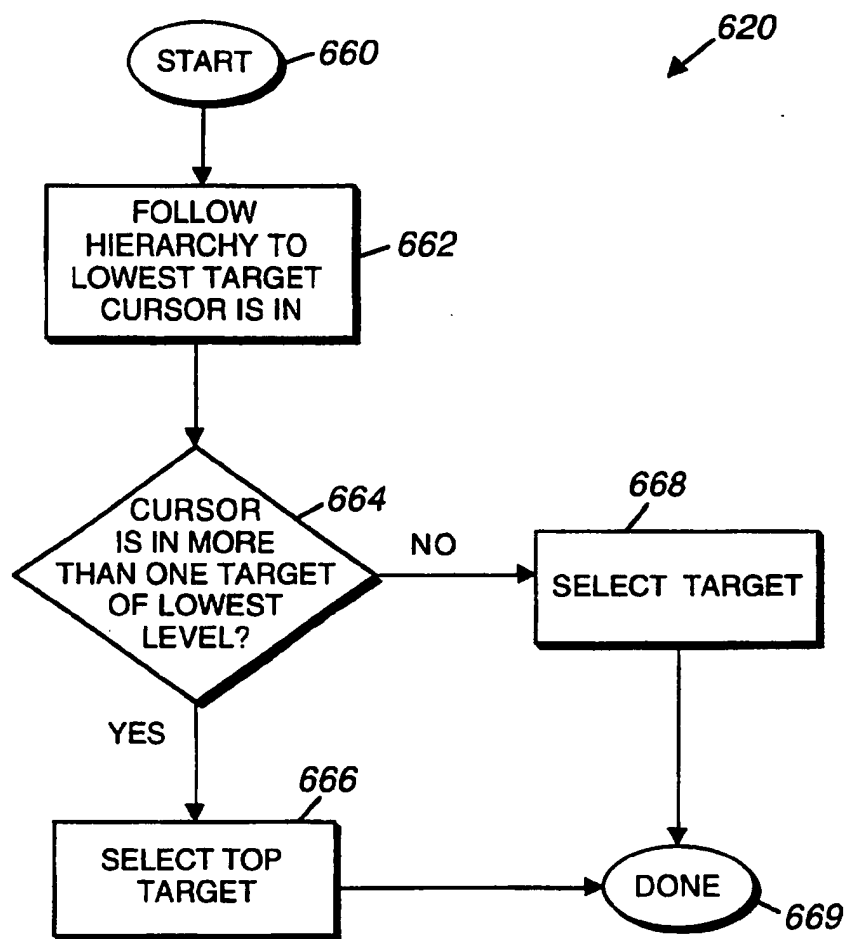 620
START
660
FOLLOW
HIERARCHY TO
LOWEST TARGET
CURSOR IS IN
662
CURSOR
IS IN MORE
THAN ONE TARGET
OF LOWEST
LEVEL?
664
NO
668
SELECT TARGET
YES
666
SELECT TOP
TARGET
DONE
669